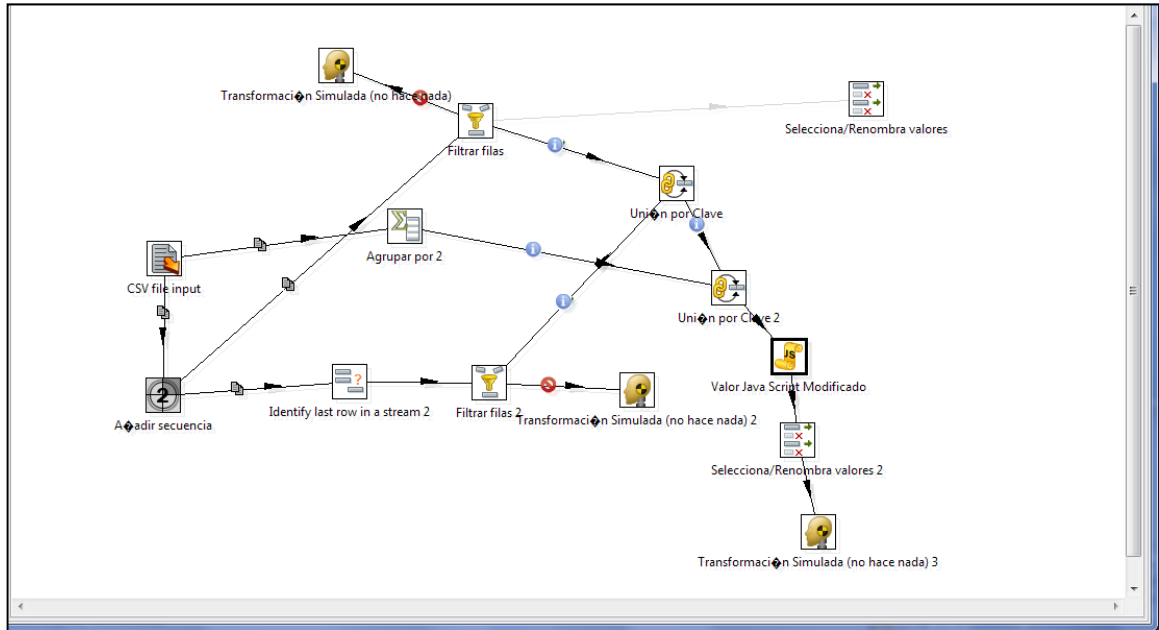 Transformaci�n Simulada (no hace nada)
Filtrar filas
Selecciona/Renombra valores
Uni�n por Clave
Agrupar por 2
CSV file input
Uni�n por Clave 2
Valor Java Script Modificado
Identify last row in a stream 2
Filtrar filas 2
Transformaci�n Simulada (no hace nada) 2
A�adir secuencia
Selecciona/Renombra valores 2
Transformaci�n Simulada (no hace nada) 3